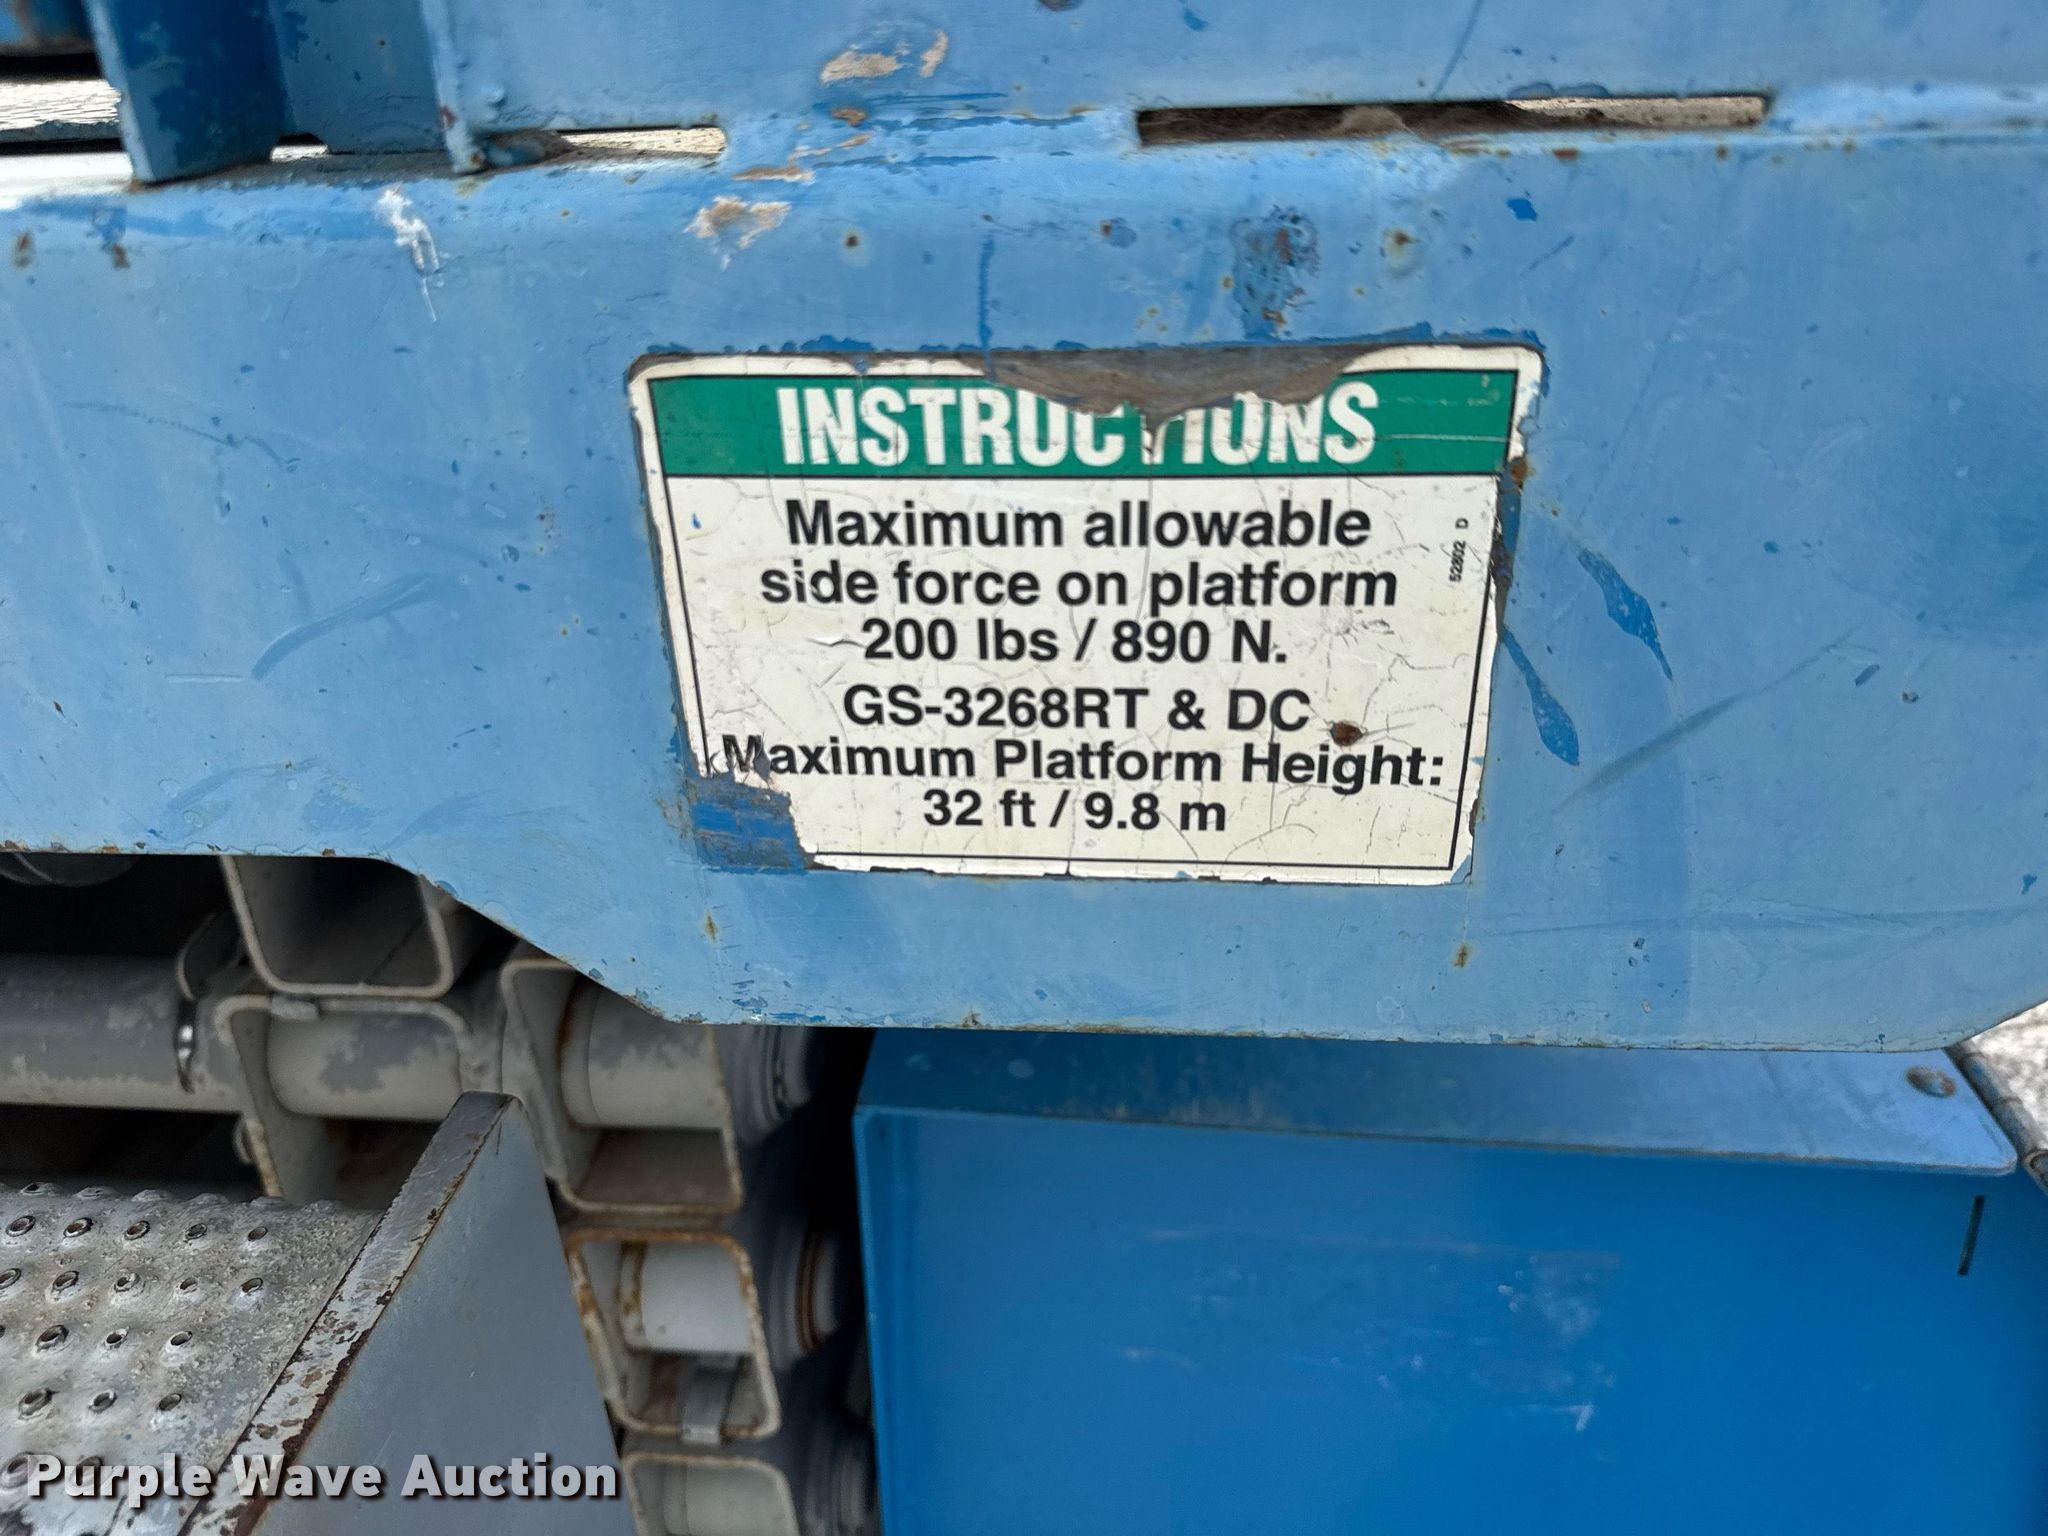 INSTRUCTIONS
Maximum allowable
side force on platform
200 lbs / 890 N.
GS-3268RT & DC
Maximum Platform Height:
32 ft / 9.8 m
52802 D
Purple Wave Auction